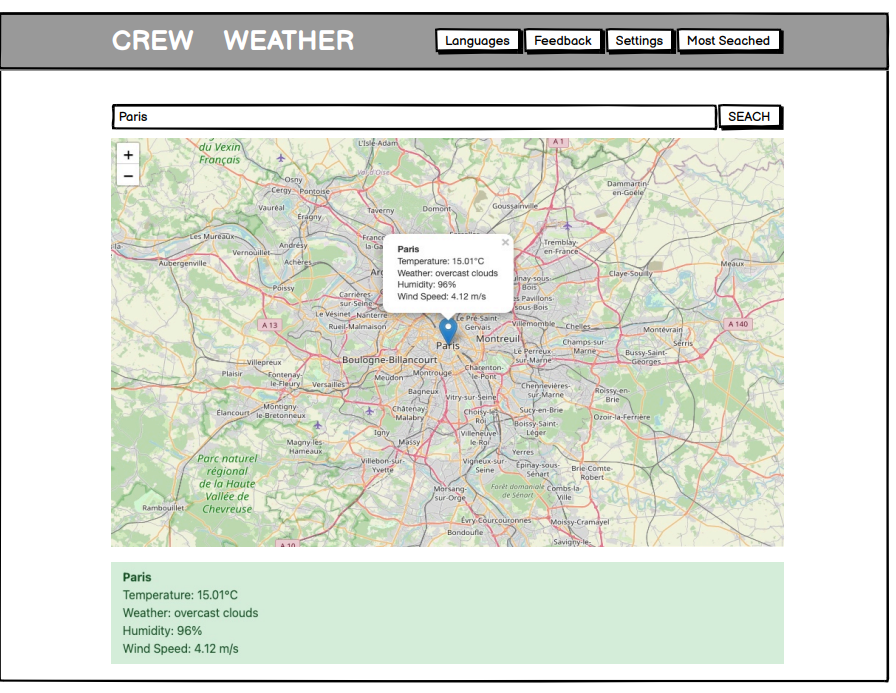 CREW WEATHER
Languages
Feedback
Settings
Most Seached
Paris
SEACH
+
−
du Vexin
Français
L'Isle-Adam
A 1
Val d'Oise
Osny
Cergy
Pontoise
Dammartin-
en-Goële
Vauréal
Éragny
Taverny
Domont
Goussainville
Les Mureaux
Andrésy
Tremblay-
en-France
Vernouillet
Aubergenville
Achères
Claye-Souilly
Meaux
Poissy
Carrières-
sur-Seine
Bois
Les Pavillons-
sous-Bois
×
Paris
Temperature: 15.01°C
Weather: overcast clouds
Humidity: 96%
Wind Speed: 4.12 m/s
Le Vésinet
Nanterre
Rueil-Malmaison
A 13
Le Pré-Saint-
Gervais
Villemomble
Chelles
Montévrain
Serris
A 140
Paris
Montreuil
Champs-sur-
Marne
Bussy-Saint-
Georges
Le Perreux-
sur-Marne
Boulogne-Billancourt
Villepreux
Plaisir
Fontenay-
le-Fleury
Versailles
Meudon
Montrouge
Charenton-
le-Pont
Bagneux
Vitry-sur-Seine
Chennevières-
sur-Marne
Roissy-en-
Brie
Élancourt
Montigny-
le-Bretonneux
Châtenay
Malabry
Choisy-le-
Roi
Sucy-en-Brie
Boissy-Saint-
Léger
Ozoir-la-Ferrière
Magny-les-
Hameaux
Igny
Massy
Villeneuve-
le-Roi
Yerres
Parc naturel
régional
de la Haute
Vallée de
Chevreuse
Villebon-sur-
Yvette
Vigneux-sur-
Seine
Épinay-sous-
Sénart
Brie-Comte-
Robert
Morsang-
sur-Orge
Forêt domaniale
de Sénart
Combs-la-
Ville
Rambouillet
Évry-Courcouronnes
Moissy-Cramayel
Bondoufle
Savigny-le-
A 10
Paris
Temperature: 15.01°C
Weather: overcast clouds
Humidity: 96%
Wind Speed: 4.12 m/s